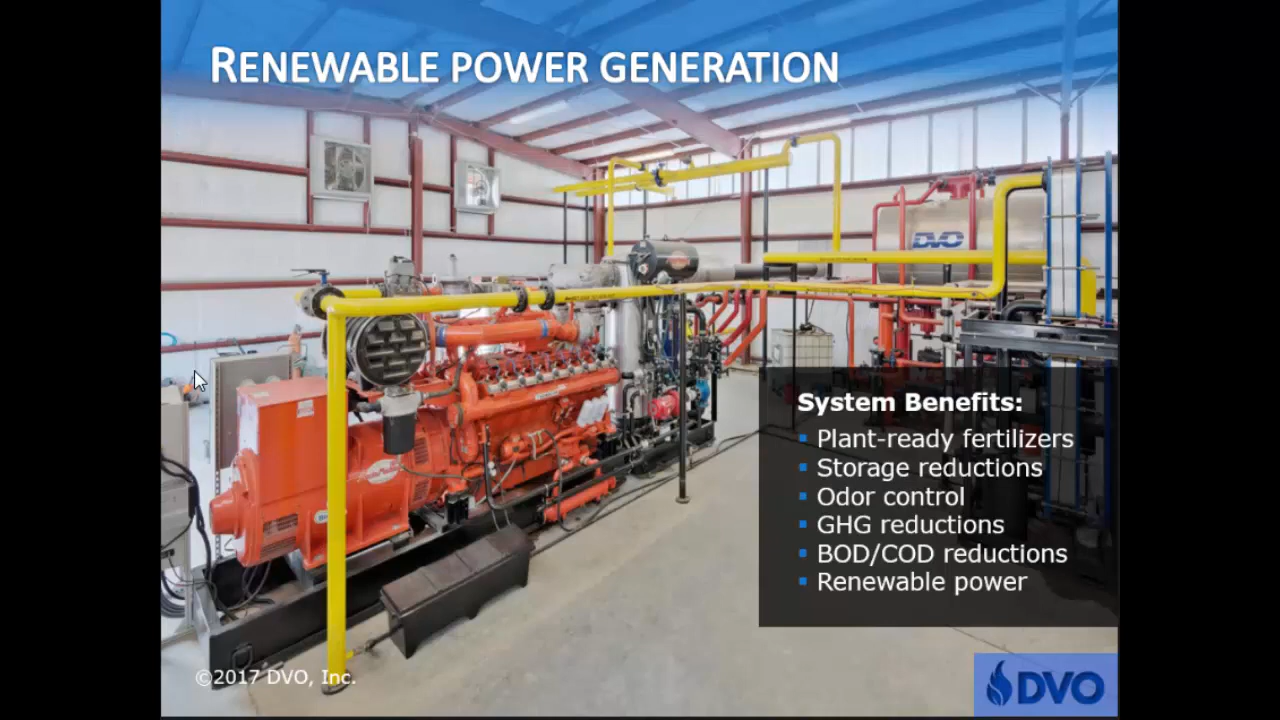 RENEWABLE POWER GENERATION
DVO
System Benefits:
Plant-ready fertilizers
Storage reductions
Odor control
GHG reductions
BOD/COD reductions
Renewable power
©2017 DVO, Inc.
DVO